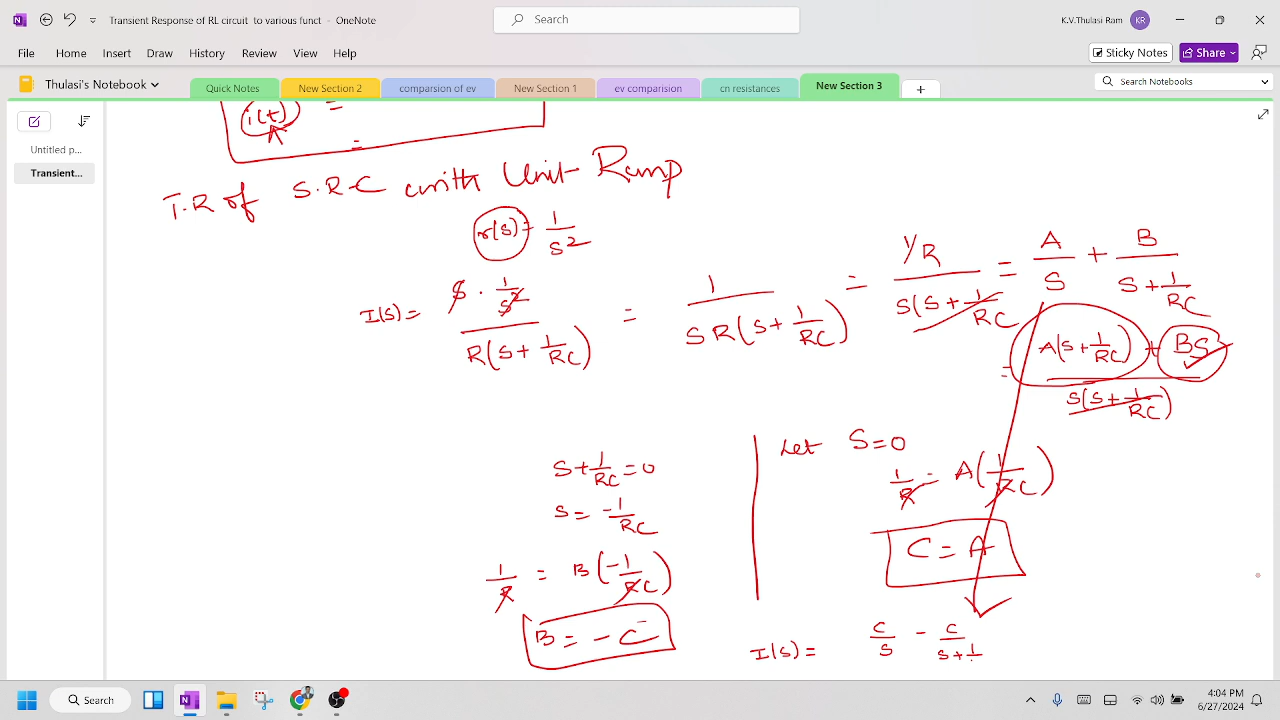 Transient Response of RL circuit to various funct - OneNote
Search
K.V.Thulasi Ram
KR
File Home Insert Draw History Review View Help
Sticky Notes
Share
Thulasi's Notebook
Quick Notes
New Section 2
comparsion of ev
New Section 1
ev comparision
cn resistances
New Section 3
+
Search Notebooks
Untitled p...
Transient...
i(t) =
=
T.R of S.R-C with Unit Ramp
r(s) = 1/s²
I(s) = (s · 1/s²) / (R(s + 1/RC)) = 1 / (SR(s + 1/RC)) = (1/R) / (s(s + 1/RC)) = A/S + B/(S + 1/RC)
= (A(s + 1/RC) + BS) / (s(s + 1/RC))
S + 1/RC = 0
S = -1/RC
1/R = B(-1/RC)
B = - C
Let S = 0
1/R = A(1/RC)
C = A
I(s) = C/S - C/(S + 1
Search
4:04 PM
6/27/2024